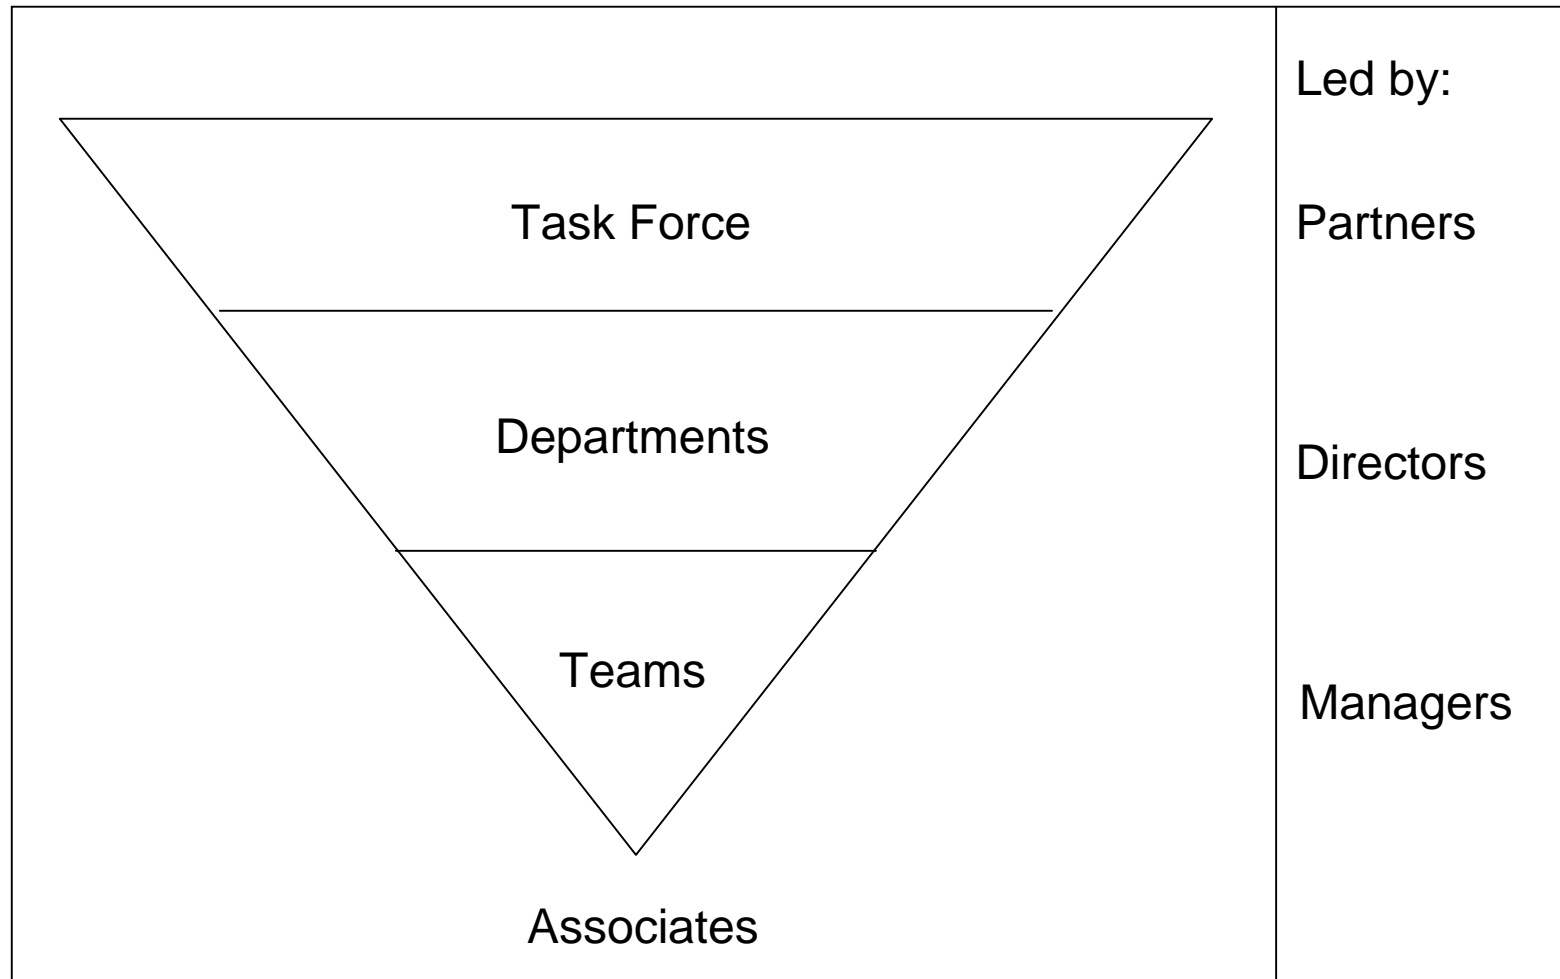 Led by:
Task Force
Partners
Departments
Directors
Teams
Managers
Associates